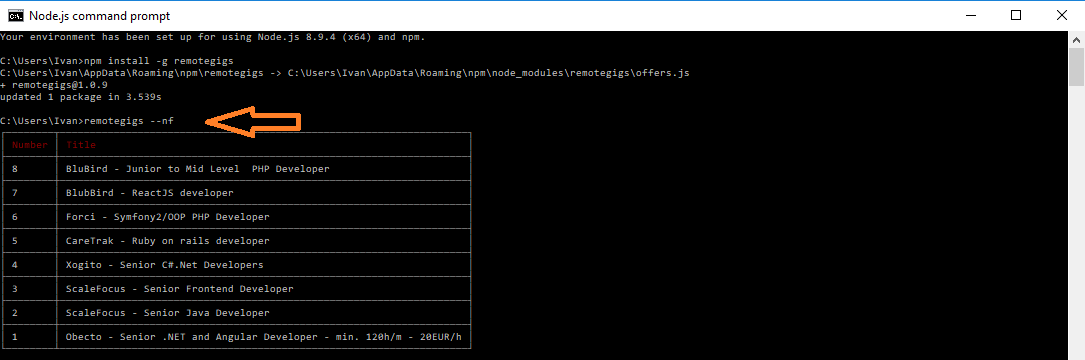 Node.js command prompt
Your environment has been set up for using Node.js 8.9.4 (x64) and npm.
C:\Users\Ivan>npm install -g remotegigs
C:\Users\Ivan\AppData\Roaming\npm\remotegigs -> C:\Users\Ivan\AppData\Roaming\npm\node_modules\remotegigs\offers.js
+ remotegigs@1.0.9
updated 1 package in 3.539s
C:\Users\Ivan>remotegigs --nf
Number Title
8 BluBird - Junior to Mid Level  PHP Developer
7 BlubBird - ReactJS developer
6 Forci - Symfony2/OOP PHP Developer
5 CareTrak - Ruby on rails developer
4 Xogito - Senior C#.Net Developers
3 ScaleFocus - Senior Frontend Developer
2 ScaleFocus - Senior Java Developer
1 Obecto - Senior .NET and Angular Developer - min. 120h/m - 20EUR/h